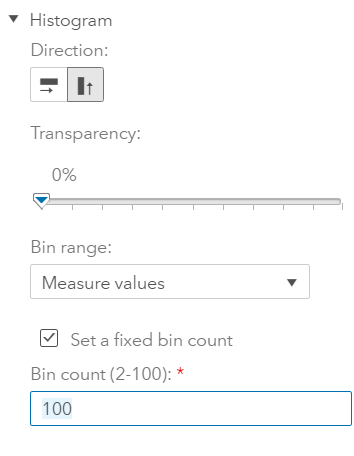 Histogram
Direction:
Transparency:
0%
Bin range:
Measure values
Set a fixed bin count
Bin count (2-100): *
100